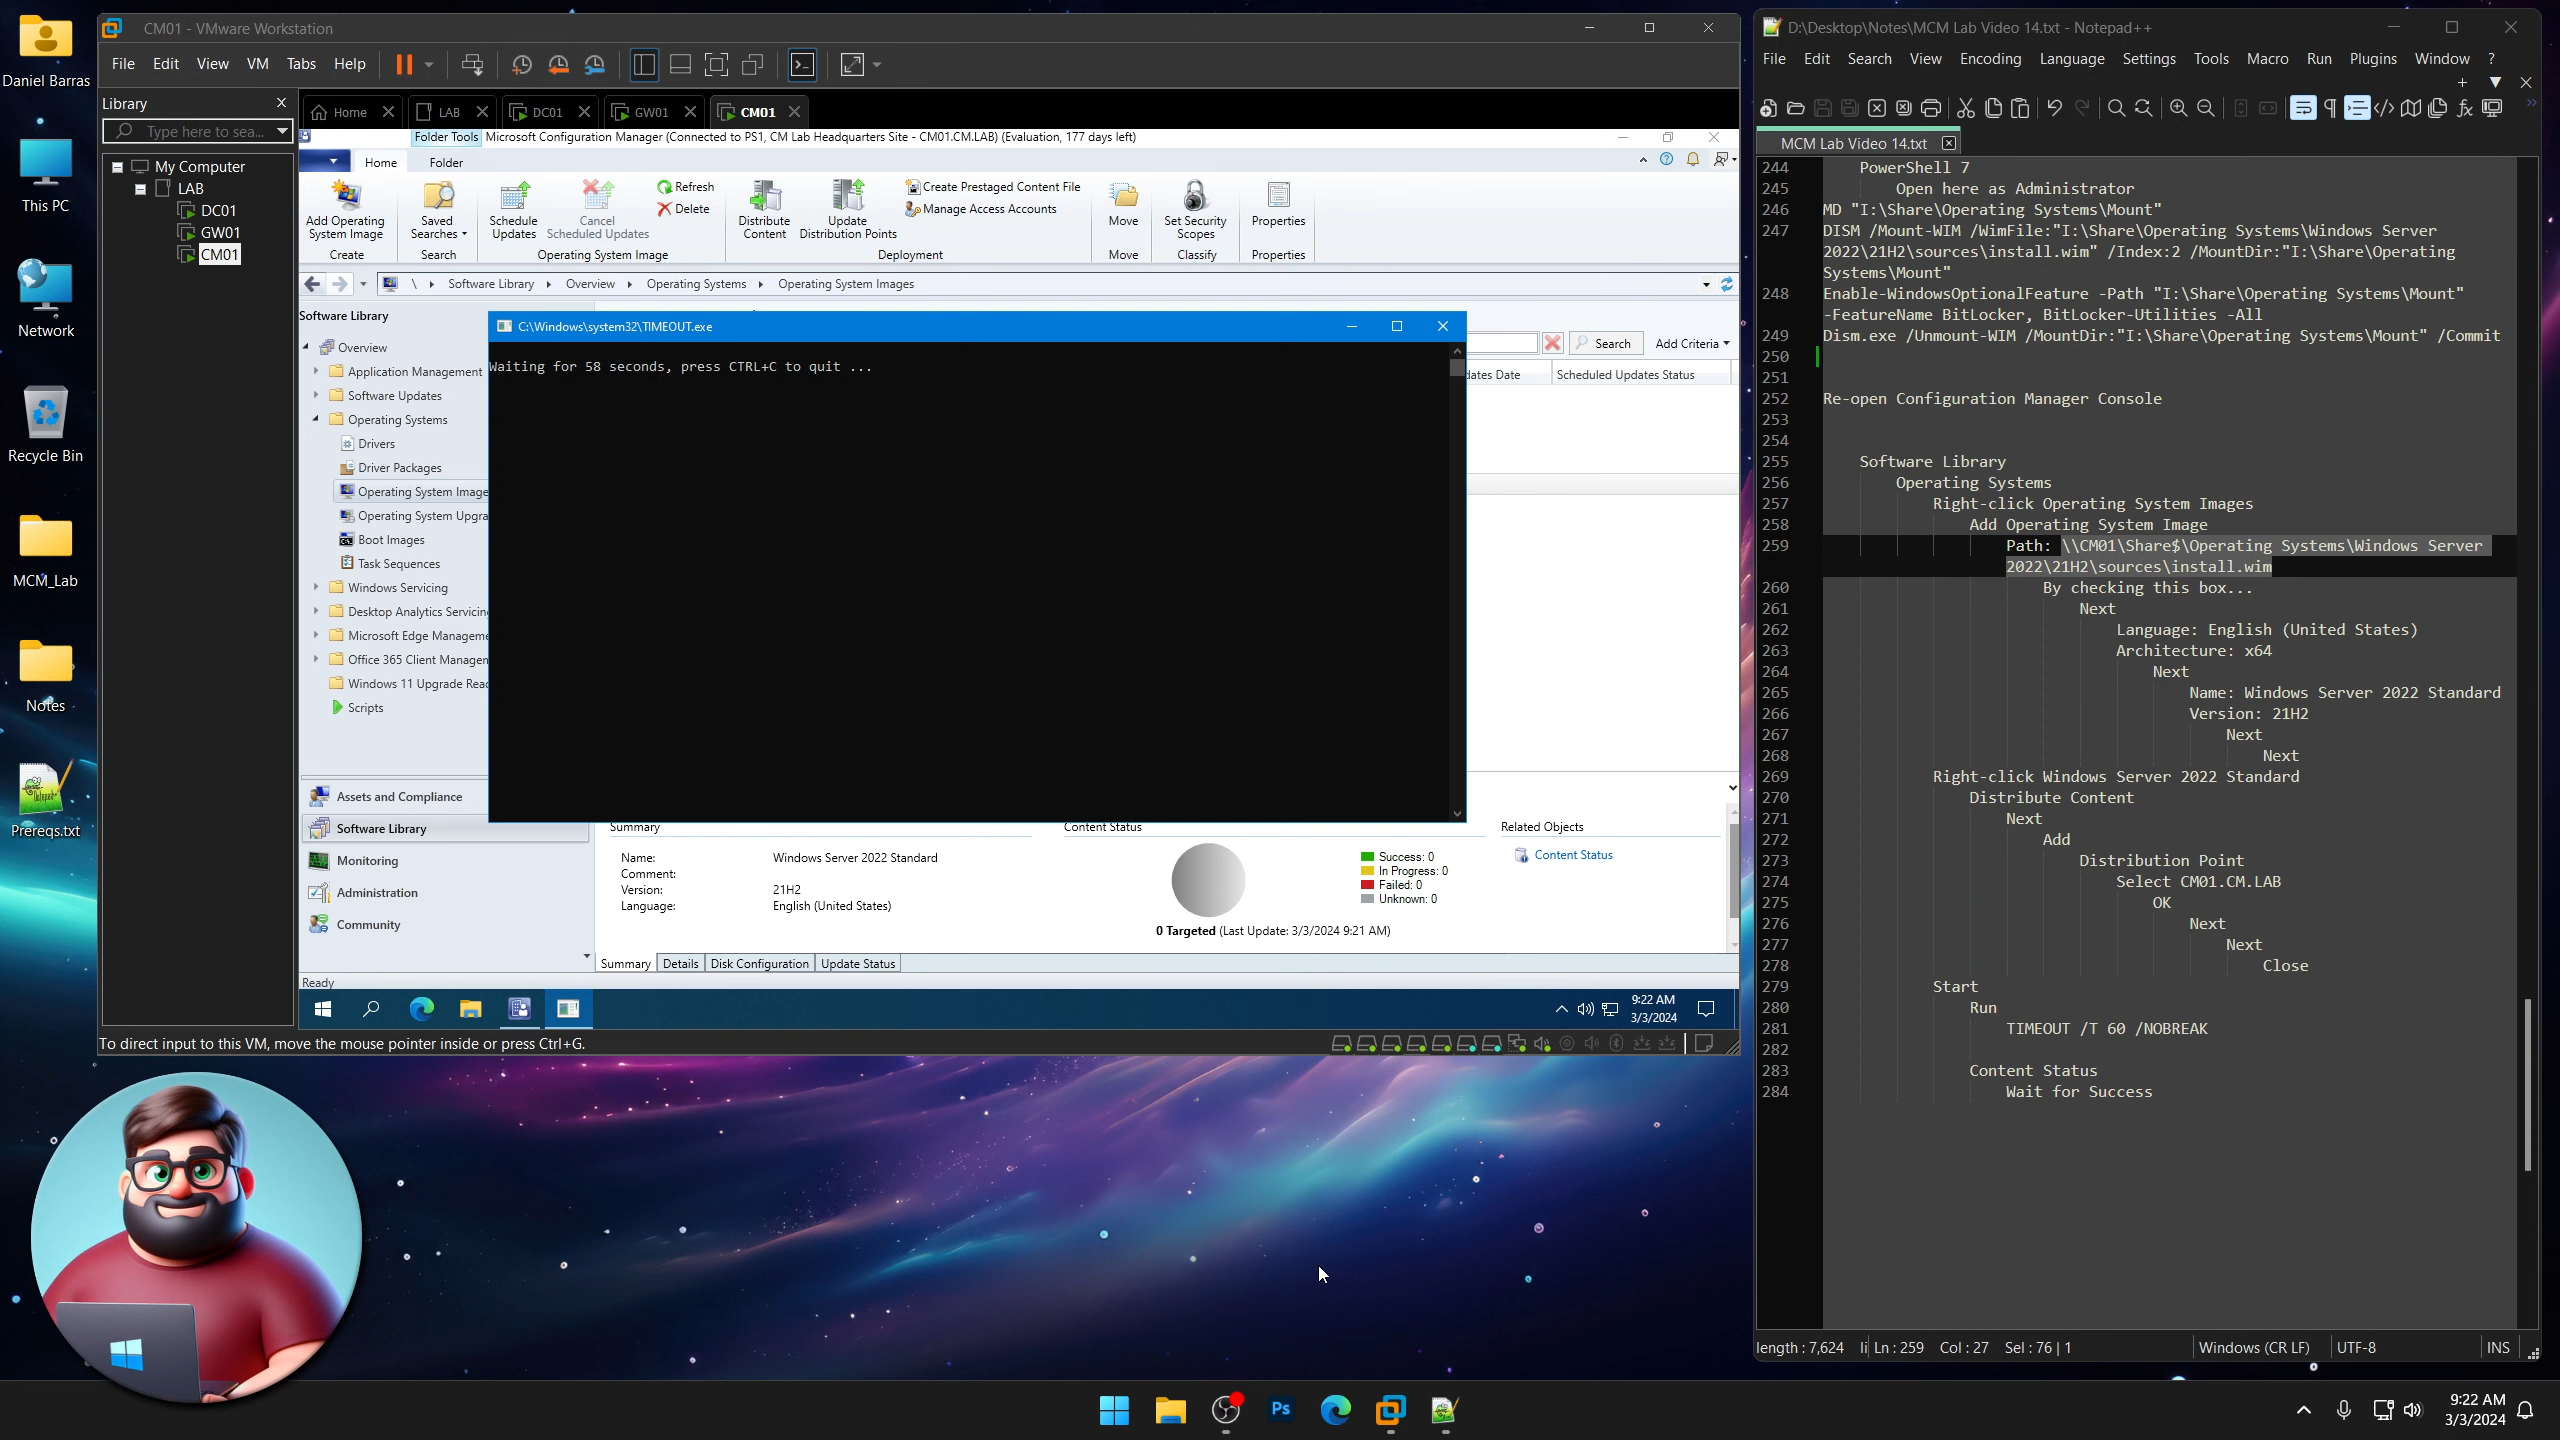 Daniel Barras
This PC
Network
Recycle Bin
MCM_Lab
Notes
Prereqs.txt
CM01 - VMware Workstation
File Edit View VM Tabs Help
Library
Type here to sea...
My Computer
LAB
DC01
GW01
CM01
Home LAB DC01 GW01 CM01
Folder Tools Microsoft Configuration Manager (Connected to PS1, CM Lab Headquarters Site - CM01.CM.LAB) (Evaluation, 177 days left)
Home Folder
Add Operating System Image
Create
Saved Searches
Search
Schedule Updates
Cancel Scheduled Updates
Refresh
Delete
Operating System Image
Distribute Content
Update Distribution Points
Create Prestaged Content File
Manage Access Accounts
Deployment
Move
Move
Set Security Scopes
Classify
Properties
Properties
\ Software Library Overview Operating Systems Operating System Images
Software Library
Overview
Application Management
Software Updates
Operating Systems
Drivers
Driver Packages
Operating System Image
Operating System Upgra
Boot Images
Task Sequences
Windows Servicing
Desktop Analytics Servicin
Microsoft Edge Manageme
Office 365 Client Managen
Windows 11 Upgrade Read
Scripts
Assets and Compliance
Software Library
Monitoring
Administration
Community
C:\Windows\system32\TIMEOUT.exe
Waiting for 58 seconds, press CTRL+C to quit ...
Search Add Criteria
dates Date Scheduled Updates Status
Summary
Name: Windows Server 2022 Standard
Comment:
Version: 21H2
Language: English (United States)
Content Status
Success: 0
In Progress: 0
Failed: 0
Unknown: 0
0 Targeted (Last Update: 3/3/2024 9:21 AM)
Related Objects
Content Status
Summary Details Disk Configuration Update Status
Ready
9:22 AM
3/3/2024
To direct input to this VM, move the mouse pointer inside or press Ctrl+G.
D:\Desktop\Notes\MCM Lab Video 14.txt - Notepad++
File Edit Search View Encoding Language Settings Tools Macro Run Plugins Window ?
MCM Lab Video 14.txt
244 PowerShell 7
245 Open here as Administrator
246 MD "I:\Share\Operating Systems\Mount"
247 DISM /Mount-WIM /WimFile:"I:\Share\Operating Systems\Windows Server
2022\21H2\sources\install.wim" /Index:2 /MountDir:"I:\Share\Operating
Systems\Mount"
248 Enable-WindowsOptionalFeature -Path "I:\Share\Operating Systems\Mount"
-FeatureName BitLocker, BitLocker-Utilities -All
249 Dism.exe /Unmount-WIM /MountDir:"I:\Share\Operating Systems\Mount" /Commit
250
251
252 Re-open Configuration Manager Console
253
254
255 Software Library
256 Operating Systems
257 Right-click Operating System Images
258 Add Operating System Image
259 Path: \\CM01\Share$\Operating Systems\Windows Server
2022\21H2\sources\install.wim
260 By checking this box...
261 Next
262 Language: English (United States)
263 Architecture: x64
264 Next
265 Name: Windows Server 2022 Standard
266 Version: 21H2
267 Next
268 Next
269 Right-click Windows Server 2022 Standard
270 Distribute Content
271 Next
272 Add
273 Distribution Point
274 Select CM01.CM.LAB
275 OK
276 Next
277 Next
278 Close
279 Start
280 Run
281 TIMEOUT /T 60 /NOBREAK
282
283 Content Status
284 Wait for Success
length : 7,624 li Ln : 259 Col : 27 Sel : 76 | 1 Windows (CR LF) UTF-8 INS
Ps
9:22 AM
3/3/2024